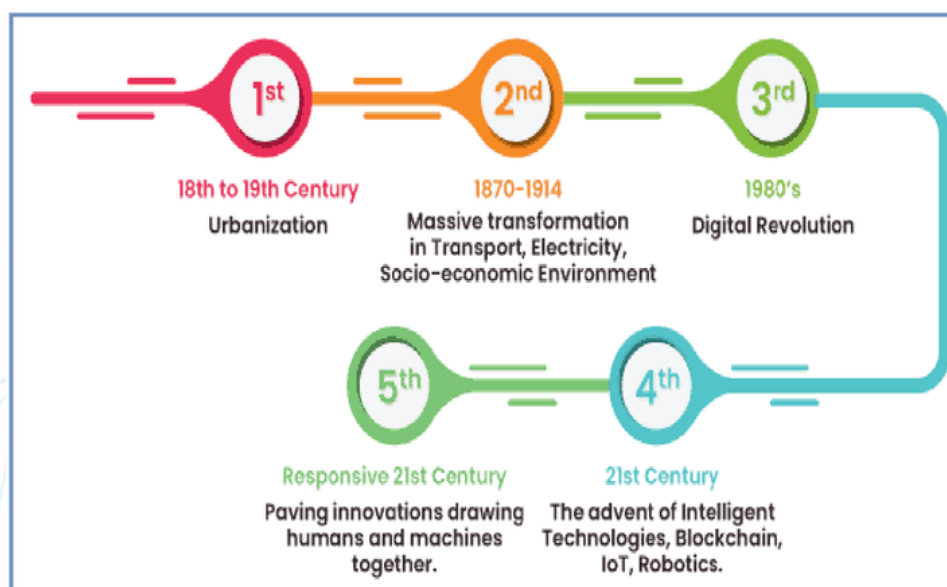 1st
2nd
3rd
18th to 19th Century
Urbanization
1870-1914
Massive transformation
in Transport, Electricity,
Socio-economic Environment
1980's
Digital Revolution
4th
21st Century
The advent of Intelligent
Technologies, Blockchain,
IoT, Robotics.
5th
Responsive 21st Century
Paving innovations drawing
humans and machines
together.